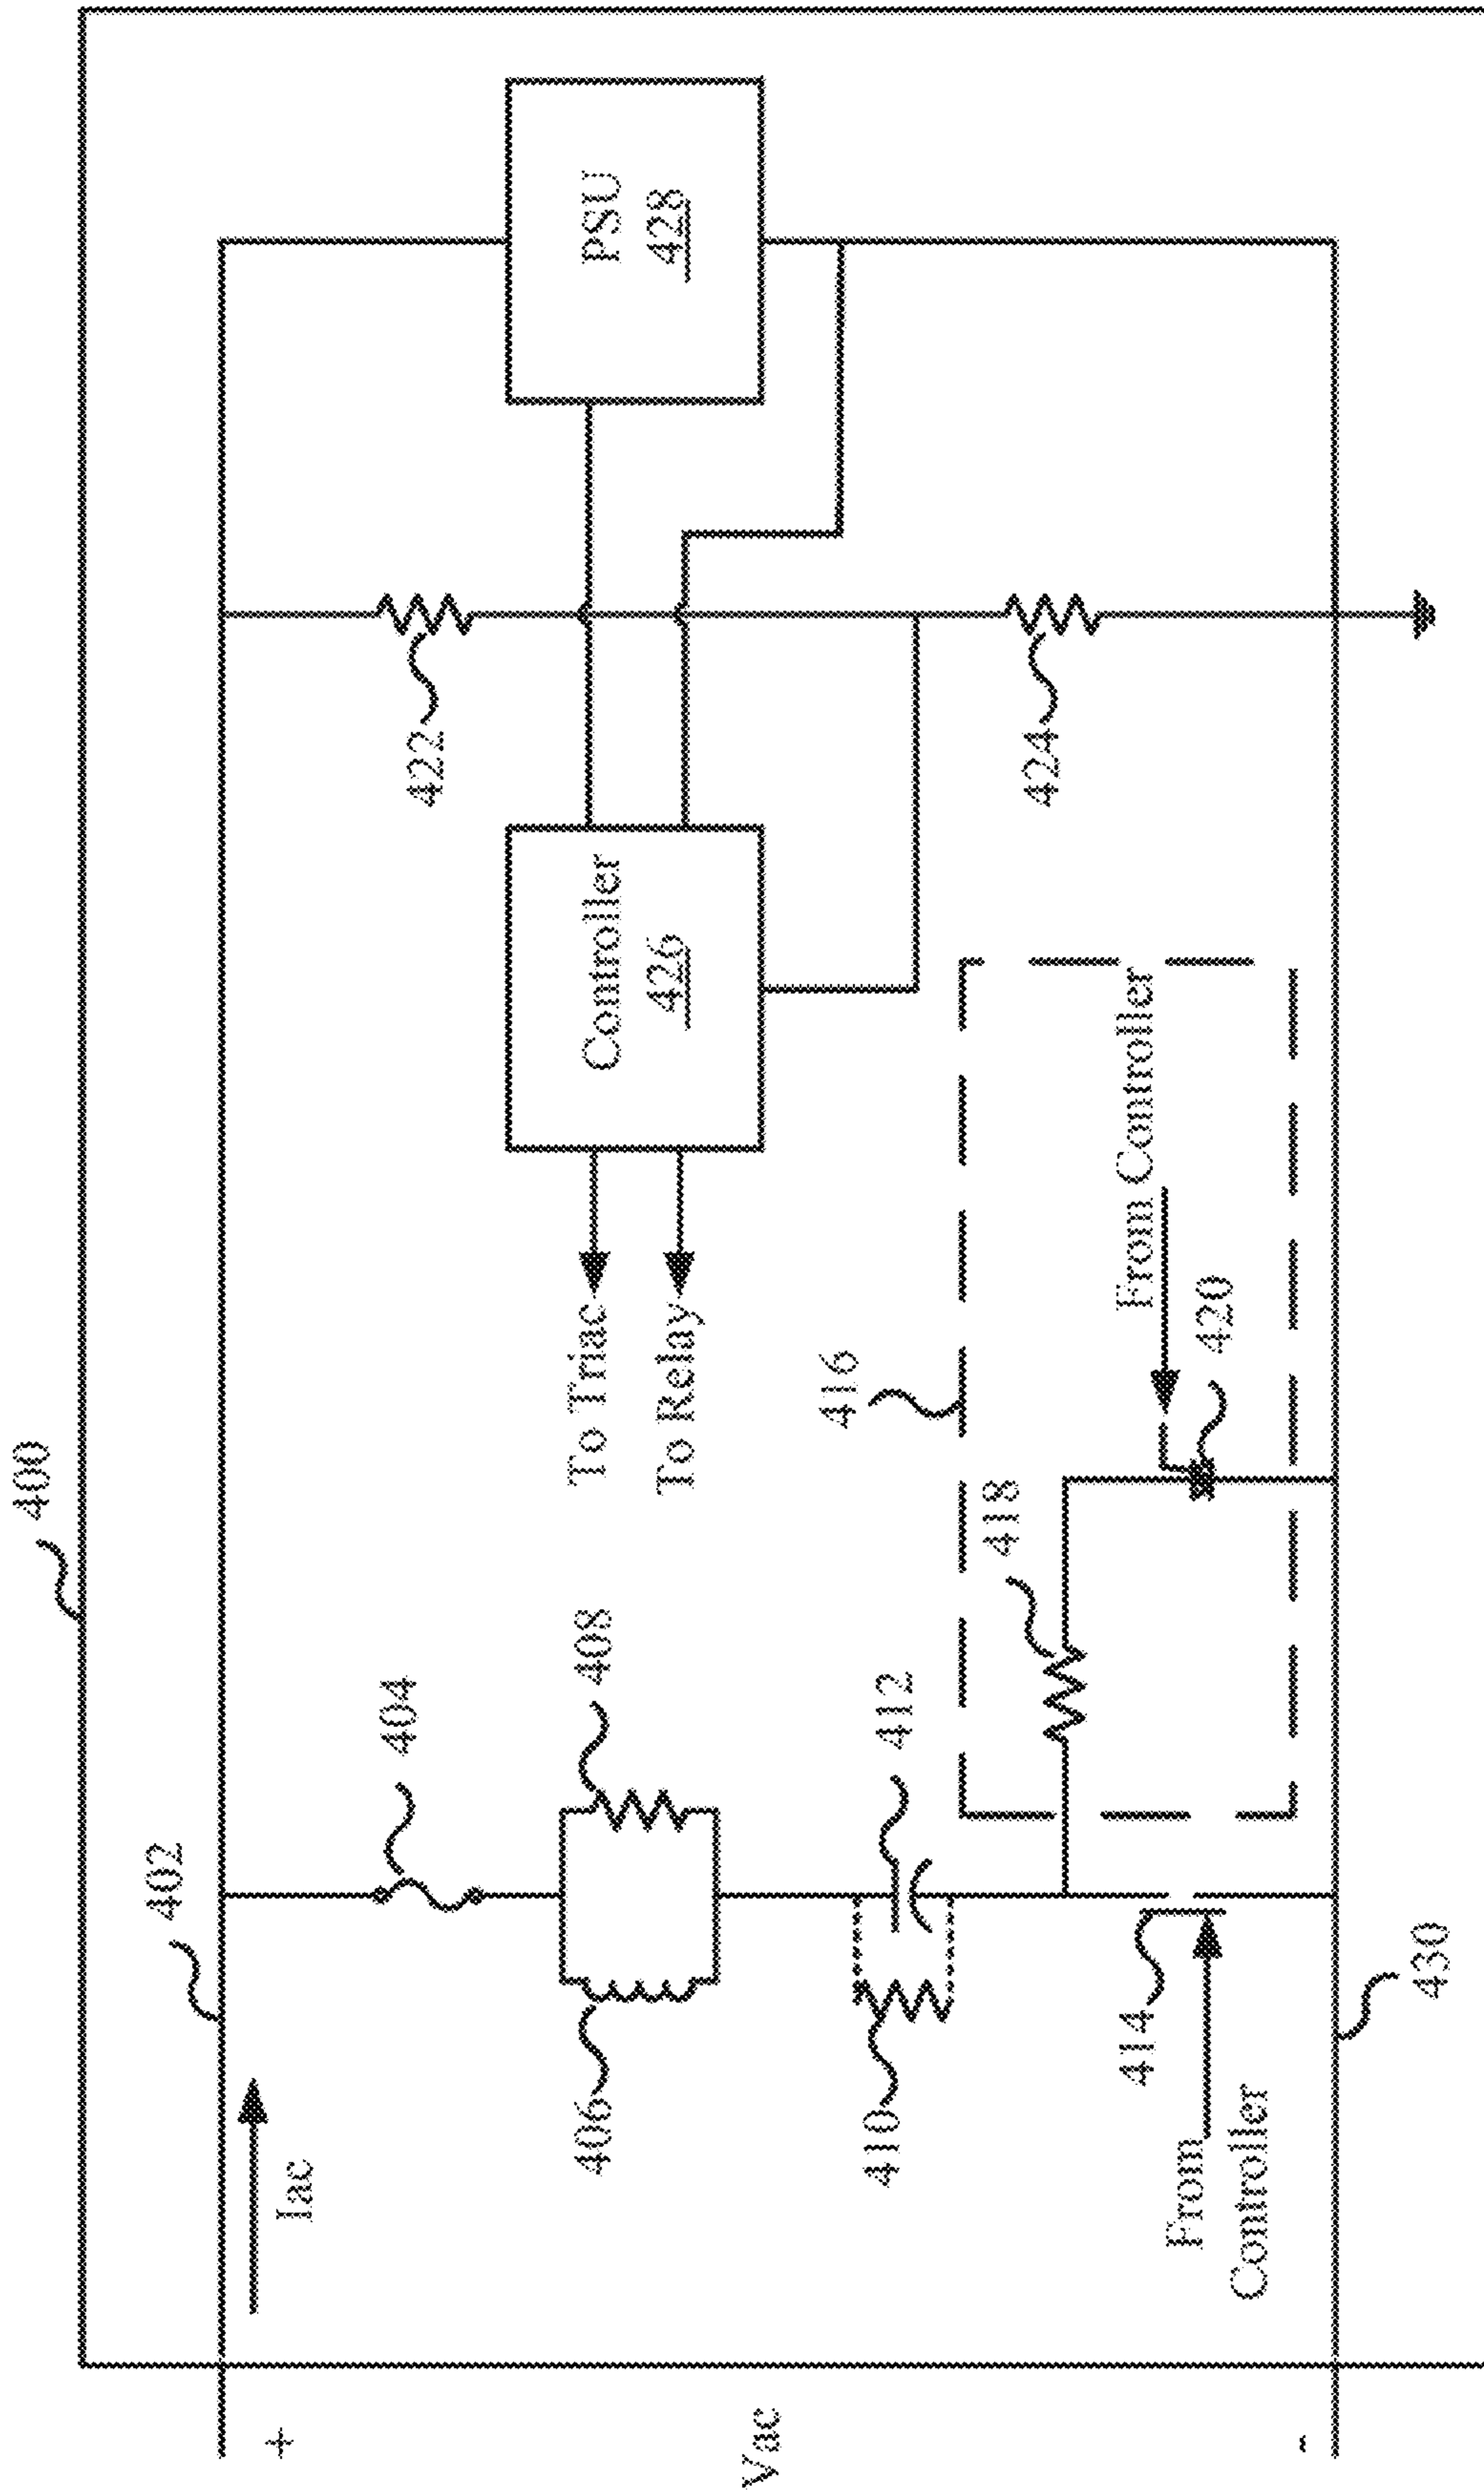 400
402
Iac
+
Vac
-
404
406
408
410
412
414
From
Controller
416
418
From Controller
420
To Triac
To Relay
Controller
426
422
424
PSU
428
430